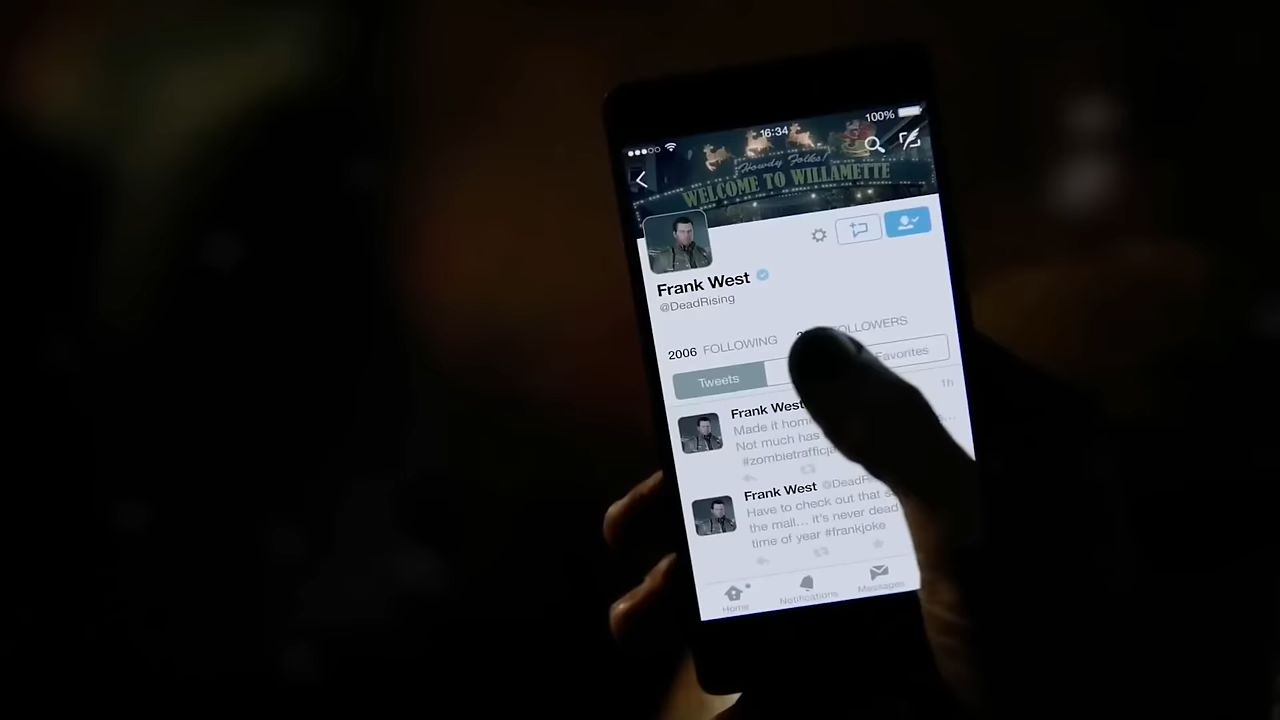 16:34
100%
Howdy Folks!
WELCOME TO WILLAMETTE
Frank West
@DeadRising
2006 FOLLOWING FOLLOWERS
Tweets Favorites
Frank West 1h
Made it
Not much has
Frank West
Have to check out that
the mall... it's never dead
time of year #frankjoke
Home Notifications Messages